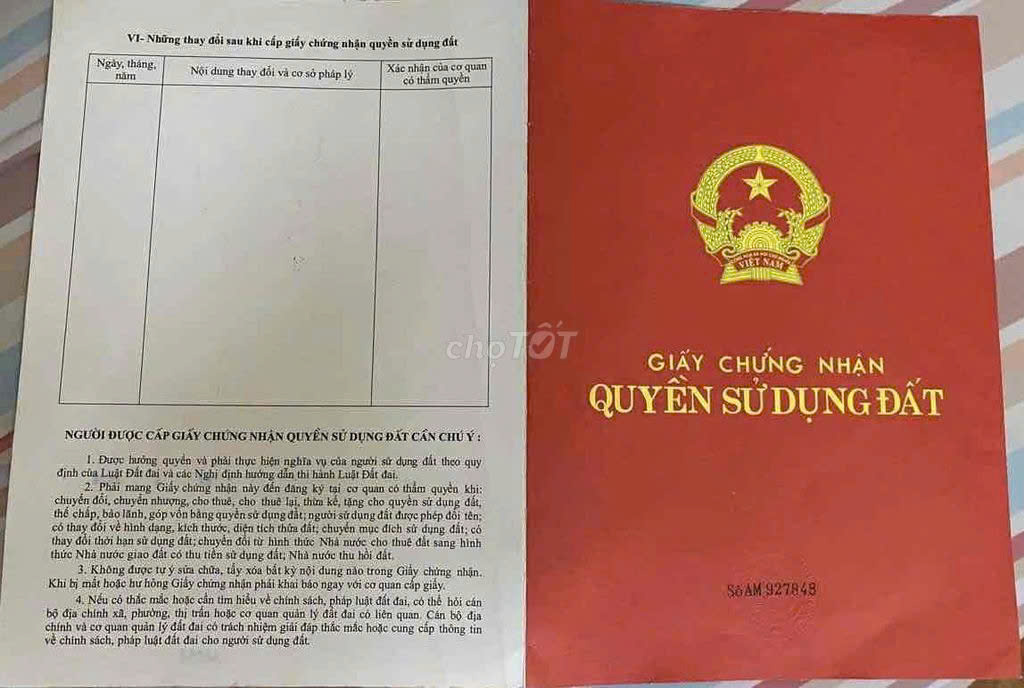 VI- Những thay đổi sau khi cấp giấy chứng nhận quyền sử dụng đất
Ngày, tháng, năm
Nội dung thay đổi và cơ sở pháp lý
Xác nhận của cơ quan
có thẩm quyền
NGƯỜI ĐƯỢC CẤP GIẤY CHỨNG NHẬN QUYỀN SỬ DỤNG ĐẤT CẦN CHÚ Ý :
1. Được hưởng quyền và phải thực hiện nghĩa vụ của người sử dụng đất theo quy
định của Luật Đất đai và các Nghị định hướng dẫn thi hành Luật Đất đai.
2. Phải mang Giấy chứng nhận này đến đăng ký tại cơ quan có thẩm quyền khi:
chuyển đổi, chuyển nhượng, cho thuê, cho thuê lại, thừa kế, tặng cho quyền sử dụng đất,
thế chấp, bảo lãnh, góp vốn bằng quyền sử dụng đất; người sử dụng đất được phép đổi tên;
có thay đổi về hình dạng, kích thước, diện tích thửa đất; chuyển mục đích sử dụng đất; có
thay đổi thời hạn sử dụng đất; chuyển đổi từ hình thức Nhà nước cho thuê đất sang hình
thức Nhà nước giao đất có thu tiền sử dụng đất; Nhà nước thu hồi đất.
3. Không được tự ý sửa chữa, tẩy xóa bất kỳ nội dung nào trong Giấy chứng nhận.
Khi bị mất hoặc hư hỏng Giấy chứng nhận phải khai báo ngay với cơ quan cấp giấy.
4. Nếu có thắc mắc hoặc cần tìm hiểu về chính sách, pháp luật đất đai, có thể hỏi cán
bộ địa chính xã, phường, thị trấn hoặc cơ quan quản lý đất đai có liên quan. Cán bộ địa
chính và cơ quan quản lý đất đai có trách nhiệm giải đáp thắc mắc hoặc cung cấp thông tin
về chính sách, pháp luật đất đai cho người sử dụng đất.
choTỐT
VIỆT NAM
GIẤY CHỨNG NHẬN
QUYỀN SỬ DỤNG ĐẤT
Số AM 927848